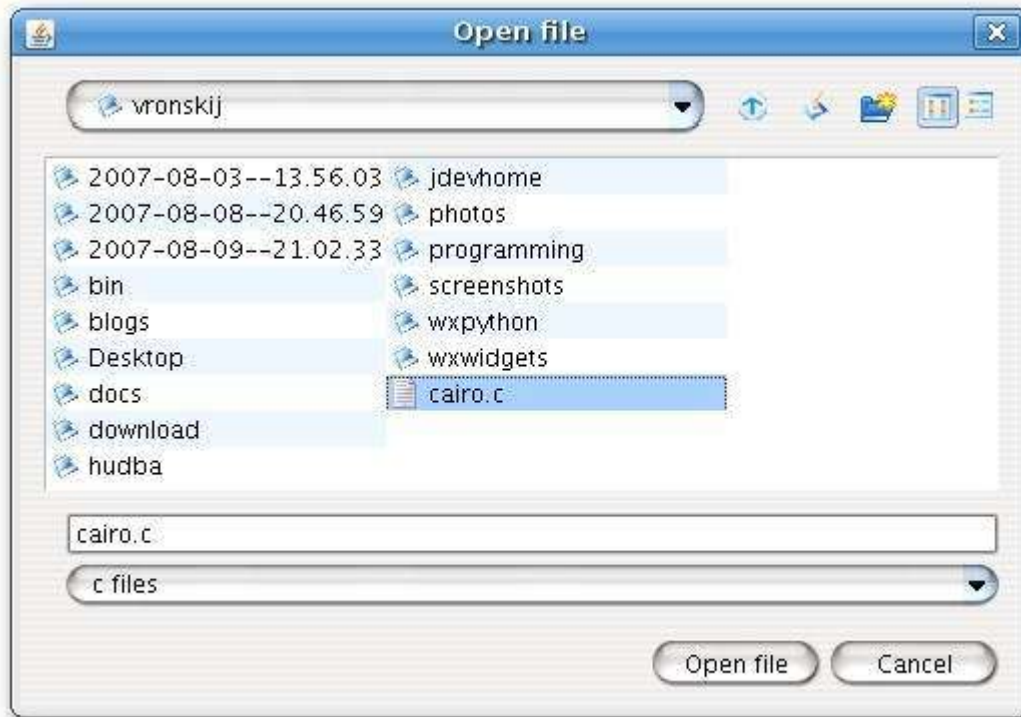 Open file
vronskij
2007-08-03--13.56.03
2007-08-08--20.46.59
2007-08-09--21.02.33
bin
blogs
Desktop
docs
download
hudba
jdevhome
photos
programming
screenshots
wxpython
wxwidgets
cairo.c
cairo.c
c files
Open file
Cancel